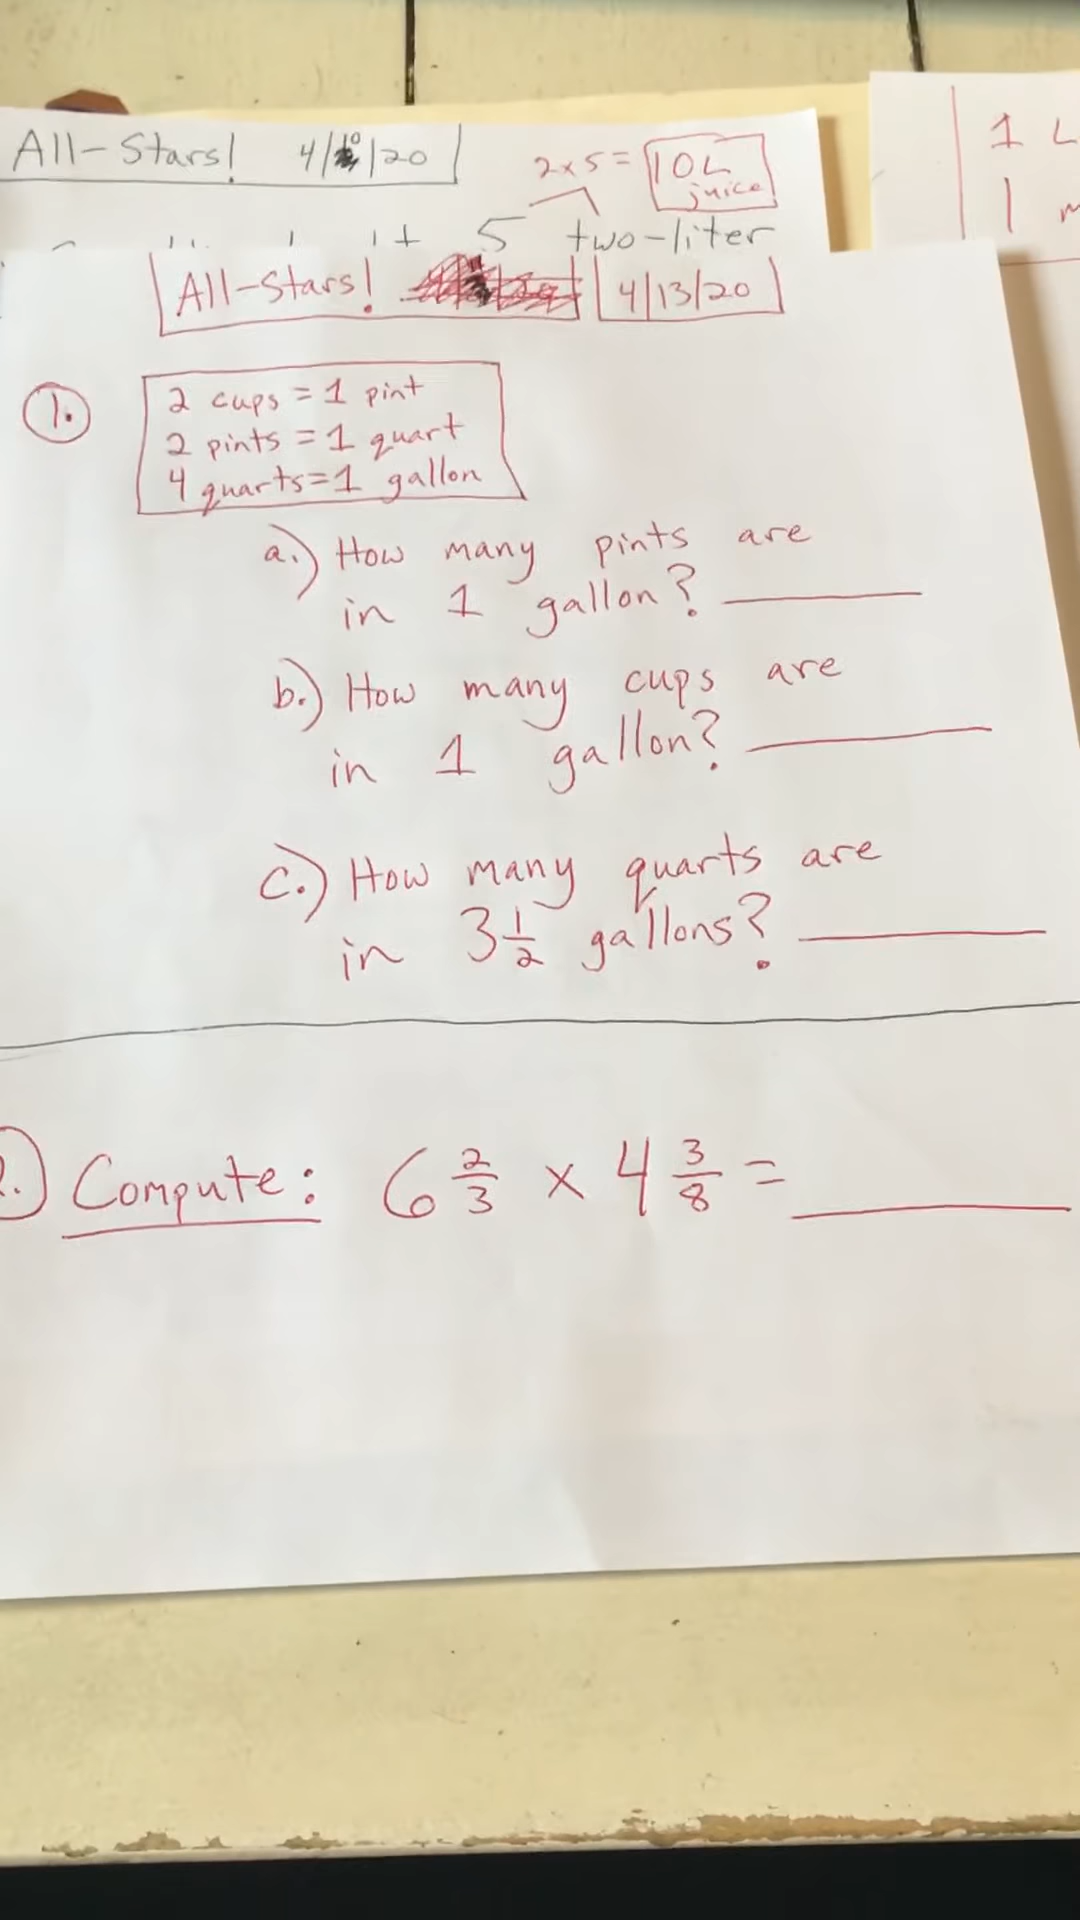 All-Stars! 4/10/20
2x5= 10L
juice
5 two-liter
1 L
1
All-Stars! 4/13/20
1.
2 cups = 1 pint
2 pints = 1 quart
4 quarts=1 gallon
a.) How many pints are
in 1 gallon?
b.) How many cups are
in 1 gallon?
c.) How many quarts are
in 3 1/2 gallons?
2.) Compute: 6 2/3 x 4 3/8 =